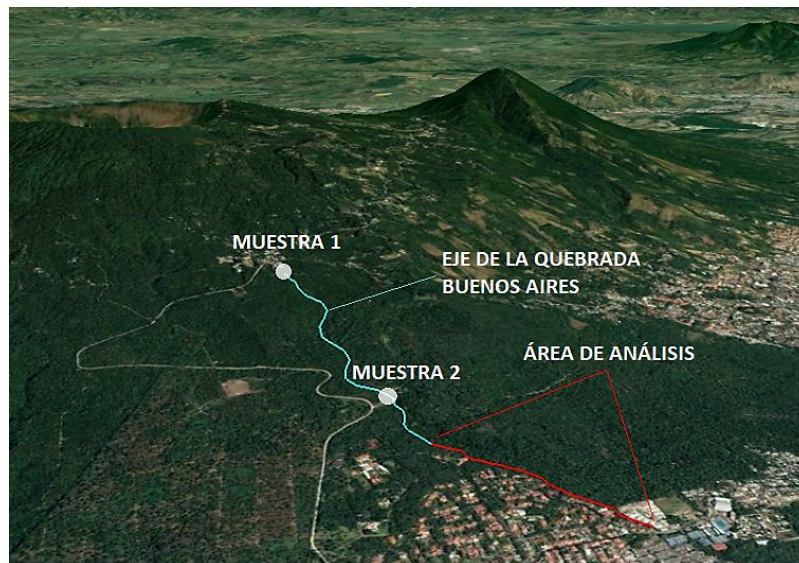 MUESTRA 1
EJE DE LA QUEBRADA
BUENOS AIRES
ÁREA DE ANÁLISIS
MUESTRA 2